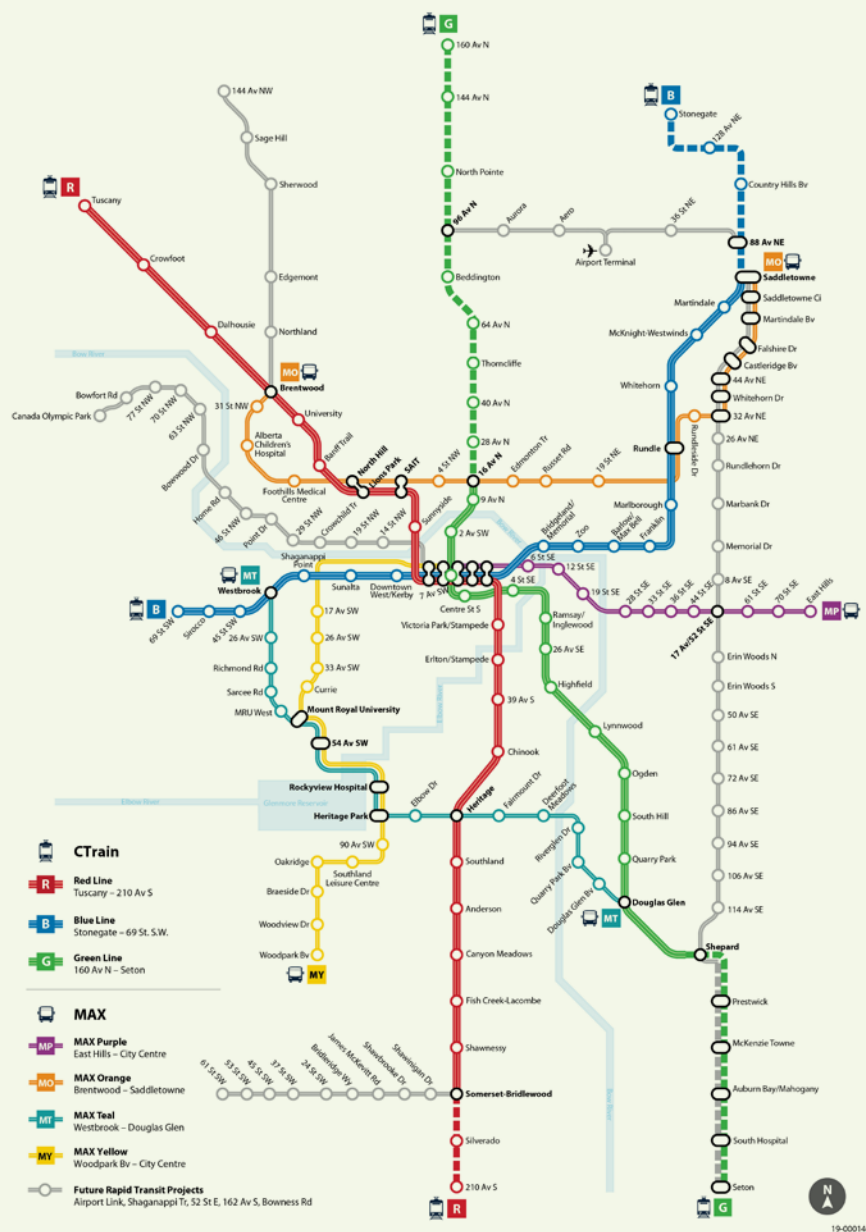 G
160 Av N
144 Av N
North Pointe
96 Av N
Beddington
64 Av N
Thorncliffe
40 Av N
28 Av N
16 Av N
9 Av N
2 Av SW
7 Av SW
Centre St S
4 St SE
Ramsay/
Inglewood
26 Av SE
Highfield
Lynnwood
Ogden
South Hill
Quarry Park
Douglas Glen
Shepard
Prestwick
McKenzie Towne
Auburn Bay/Mahogany
South Hospital
Seton
G
B
Stonegate
128 Av NE
Country Hills Bv
88 Av NE
MO
Saddletowne
Martindale
McKnight-Westwinds
Whitehorn
Rundle
Marlborough
Franklin
Barlow/
Max Bell
Zoo
Bridgeland/
Memorial
Downtown
West/Kerby
Sunalta
Shaganappi
Point
MT
Westbrook
45 St SW
Sirocco
69 St SW
B
R
Tuscany
Crowfoot
Dalhousie
MO
Brentwood
University
Banff Trail
Lions Park
North Hill
SAIT
Sunnyside
Victoria Park/Stampede
Erlton/Stampede
39 Av S
Chinook
Heritage
Southland
Anderson
Canyon Meadows
Fish Creek-Lacombe
Shawnessy
Somerset-Bridlewood
Silverado
210 Av S
R
144 Av NW
Sage Hill
Sherwood
Edgemont
Northland
Aurora
Aero
Airport Terminal
36 St NE
Saddletowne Ci
Martindale Bv
Falshire Dr
Castleridge Bv
44 Av NE
Whitehorn Dr
32 Av NE
Rundleside Dr
26 Av NE
Rundlehorn Dr
Marbank Dr
Memorial Dr
8 Av SE
17 Av/52 St SE
Erin Woods N
Erin Woods S
50 Av SE
61 Av SE
72 Av SE
86 Av SE
94 Av SE
106 Av SE
114 Av SE
31 St NW
Alberta
Children's
Hospital
Foothills Medical
Centre
4 St NW
Edmonton Tr
Russet Rd
19 St NE
Canada Olympic Park
Bowfort Rd
77 St NW
70 St NW
63 St NW
Bowwood Dr
Home Rd
46 St NW
Point Dr
29 St NW
Crowchild Tr
19 St NW
14 St NW
6 St SE
12 St SE
19 St SE
28 St SE
33 St SE
36 St SE
44 St SE
61 St SE
70 St SE
East Hills
MP
17 Av SW
26 Av SW
33 Av SW
Currie
Mount Royal University
54 Av SW
Rockyview Hospital
Heritage Park
90 Av SW
Southland
Leisure Centre
Oakridge
Braeside Dr
Woodview Dr
Woodpark Bv
MY
26 Av SW
Richmond Rd
Sarcee Rd
MRU West
Elbow Dr
Fairmount Dr
Deerfoot
Meadows
Riverglen Dr
Quarry Park Bv
Douglas Glen Bv
MT
61 St SW
53 St SW
45 St SW
37 St SW
24 St SW
Bridleridge Wy
James McKevitt Rd
Shawbrooke Dr
Shawinigan Dr
Bow River
Bow River
Bow River
Elbow River
Elbow River
Glenmore Reservoir
CTrain
R
Red Line
Tuscany – 210 Av S
B
Blue Line
Stonegate – 69 St. S.W.
G
Green Line
160 Av N – Seton
MAX
MP
MAX Purple
East Hills – City Centre
MO
MAX Orange
Brentwood – Saddletowne
MT
MAX Teal
Westbrook – Douglas Glen
MY
MAX Yellow
Woodpark Bv – City Centre
Future Rapid Transit Projects
Airport Link, Shaganappi Tr, 52 St E, 162 Av S, Bowness Rd
N
19-00014